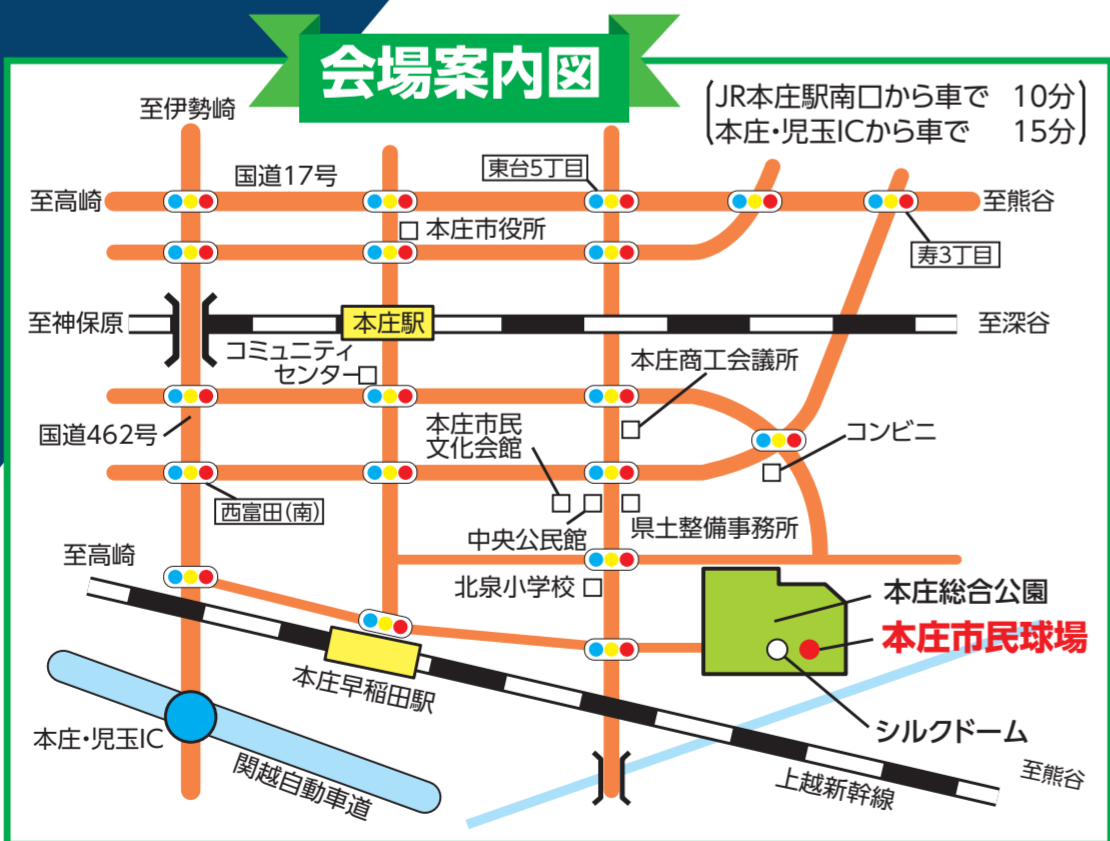 会場案内図
JR本庄駅南口から車で 10分
本庄・児玉ICから車で 15分
至伊勢崎
国道17号
東台5丁目
至高崎
至熊谷
本庄市役所
寿3丁目
至神保原
本庄駅
至深谷
コミュニティ
センター
本庄商工会議所
国道462号
本庄市民
文化会館
コンビニ
西富田(南)
中央公民館
県土整備事務所
至高崎
北泉小学校
本庄総合公園
本庄市民球場
本庄早稲田駅
シルクドーム
本庄・児玉IC
関越自動車道
上越新幹線
至熊谷